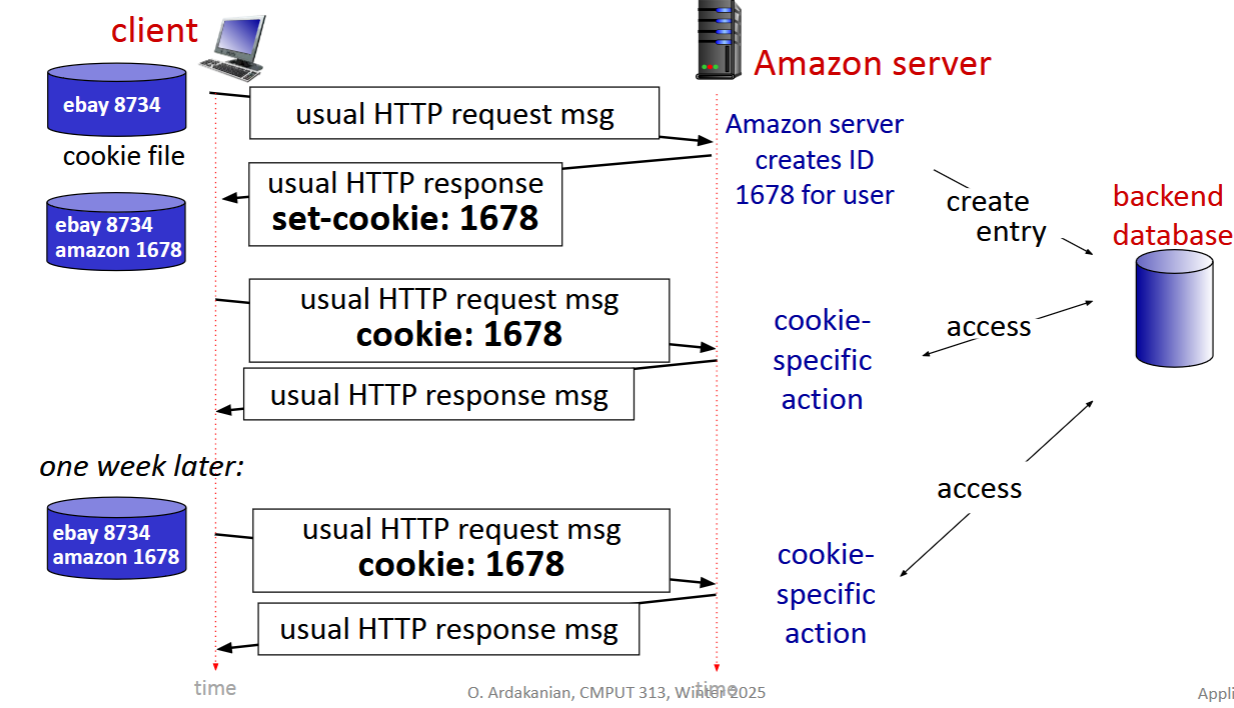 client
Amazon server
ebay 8734
cookie file
usual HTTP request msg
Amazon server
creates ID
1678 for user
usual HTTP response
set-cookie: 1678
create
entry
backend
database
ebay 8734
amazon 1678
usual HTTP request msg
cookie: 1678
cookie-
specific
action
access
usual HTTP response msg
one week later:
ebay 8734
amazon 1678
usual HTTP request msg
cookie: 1678
cookie-
specific
action
access
usual HTTP response msg
time
time
O. Ardakanian, CMPUT 313, Winter 2025
Appli